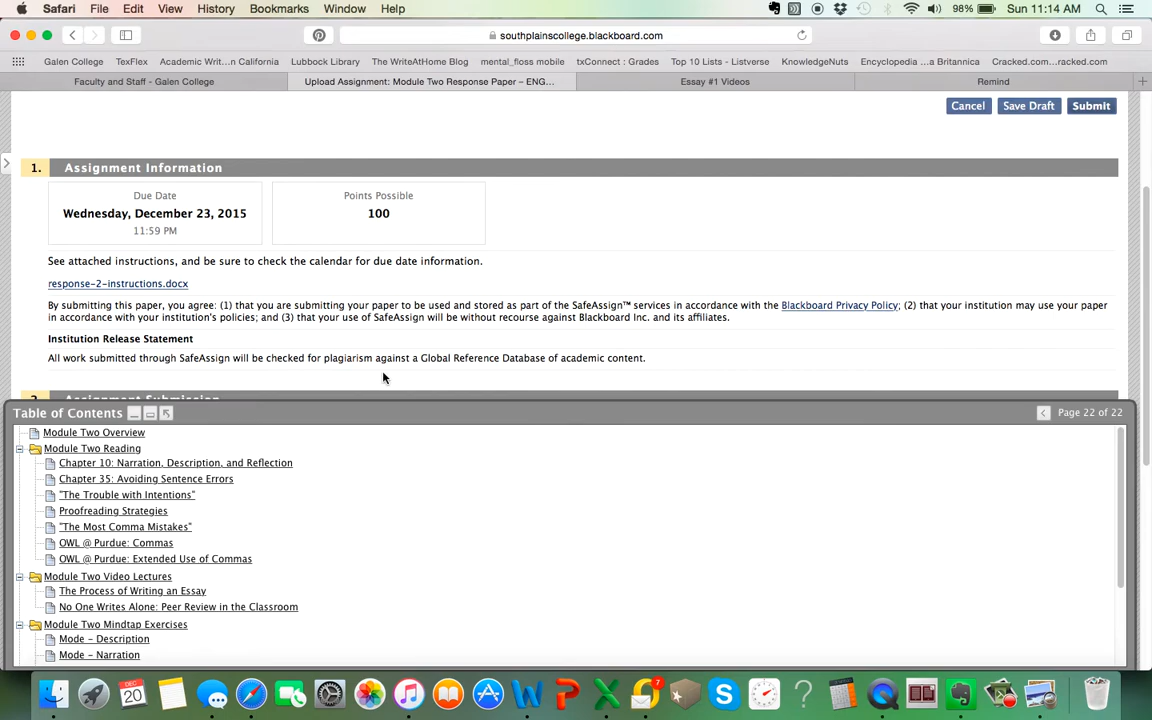 Safari File Edit View History Bookmarks Window Help 98% Sun 11:14 AM
southplainscollege.blackboard.com
Galen College TexFlex Academic Writ...n California Lubbock Library The WriteAtHome Blog mental_floss mobile txConnect : Grades Top 10 Lists - Listverse KnowledgeNuts Encyclopedia ...a Britannica Cracked.com...racked.com
Faculty and Staff - Galen College Upload Assignment: Module Two Response Paper – ENG... Essay #1 Videos Remind
Cancel Save Draft Submit
1. Assignment Information
Due Date Points Possible
Wednesday, December 23, 2015 100
11:59 PM
See attached instructions, and be sure to check the calendar for due date information.
response-2-instructions.docx
By submitting this paper, you agree: (1) that you are submitting your paper to be used and stored as part of the SafeAssign™ services in accordance with the Blackboard Privacy Policy; (2) that your institution may use your paper
in accordance with your institution's policies; and (3) that your use of SafeAssign will be without recourse against Blackboard Inc. and its affiliates.
Institution Release Statement
All work submitted through SafeAssign will be checked for plagiarism against a Global Reference Database of academic content.
2. Assignment Submission
Table of Contents Page 22 of 22
Module Two Overview
Module Two Reading
Chapter 10: Narration, Description, and Reflection
Chapter 35: Avoiding Sentence Errors
"The Trouble with Intentions"
Proofreading Strategies
"The Most Comma Mistakes"
OWL @ Purdue: Commas
OWL @ Purdue: Extended Use of Commas
Module Two Video Lectures
The Process of Writing an Essay
No One Writes Alone: Peer Review in the Classroom
Module Two Mindtap Exercises
Mode – Description
Mode – Narration
DEC
20
7